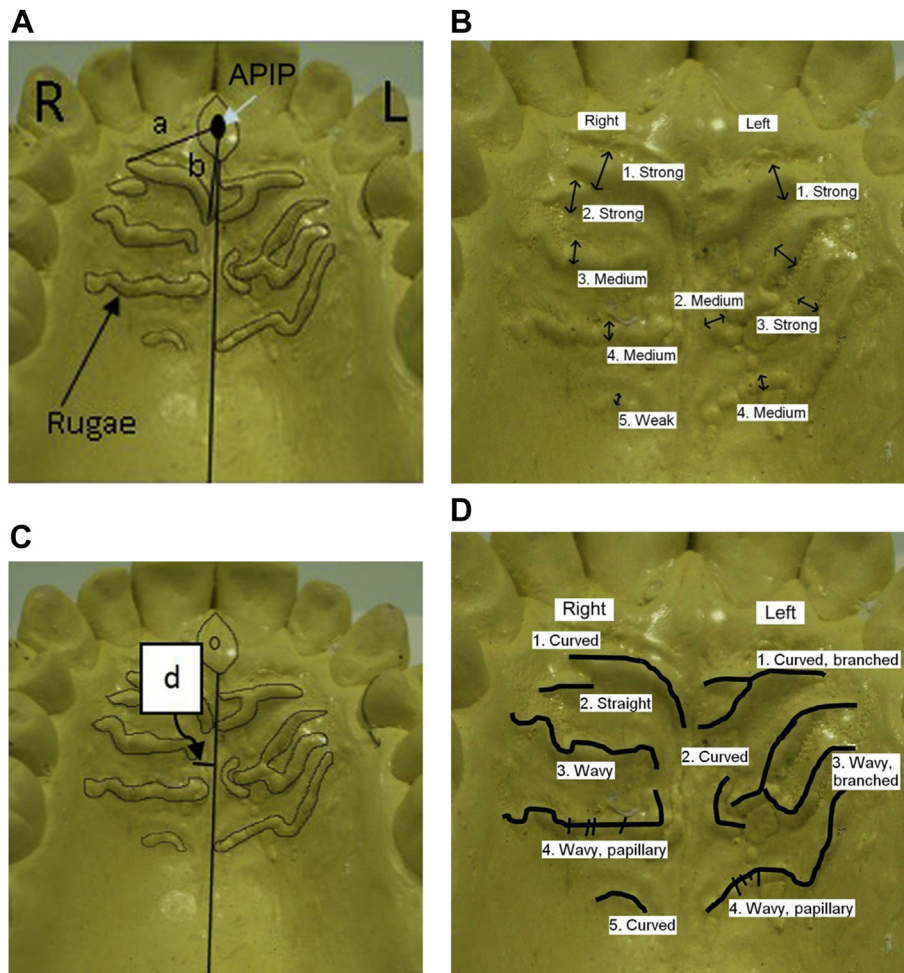 A
R
APIP
L
a
b
Rugae
B
Right
Left
1. Strong
1. Strong
2. Strong
3. Medium
2. Medium
3. Strong
4. Medium
4. Medium
5. Weak
C
o
d
D
Right
Left
1. Curved
1. Curved, branched
2. Straight
2. Curved
3. Wavy
3. Wavy,
branched
4. Wavy, papillary
4. Wavy, papillary
5. Curved